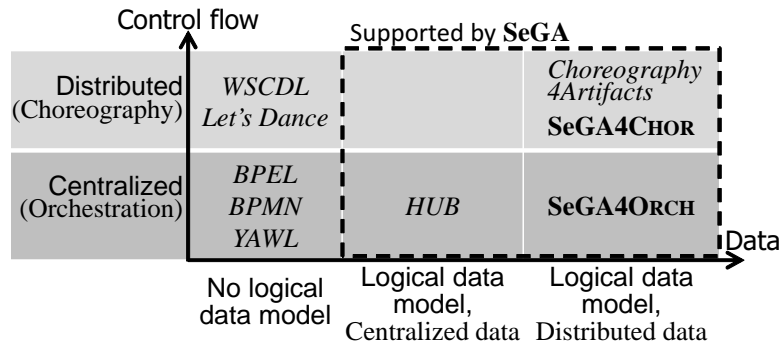 Control flow
Supported by SeGA
Distributed
(Choreography)
WSCDL
Let's Dance
Choreography
4Artifacts
SeGA4CHOR
Centralized
(Orchestration)
BPEL
BPMN
YAWL
HUB
SeGA4ORCH
Data
No logical
data model
Logical data
model,
Centralized data
Logical data
model,
Distributed data